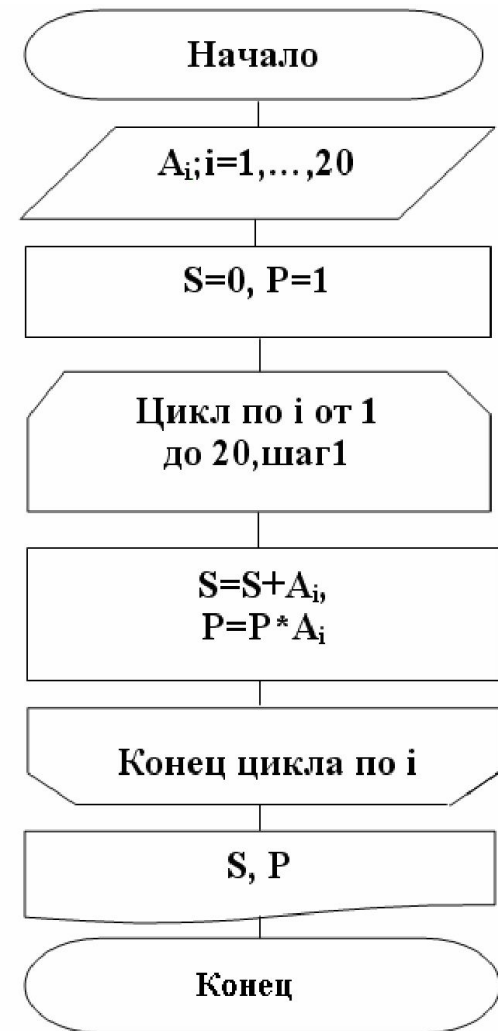 Начало
Aᵢ;i=1,...,20
S=0, P=1
Цикл по i от 1
до 20,шаг1
S=S+Aᵢ,
P=P*Aᵢ
Конец цикла по i
S, P
Конец